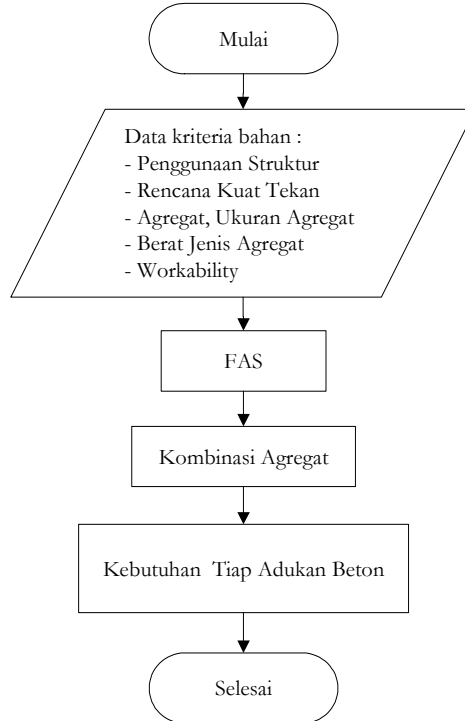 Mulai
Data kriteria bahan :
- Penggunaan Struktur
- Rencana Kuat Tekan
- Agregat, Ukuran Agregat
- Berat Jenis Agregat
- Workability
FAS
Kombinasi Agregat
Kebutuhan Tiap Adukan Beton
Selesai